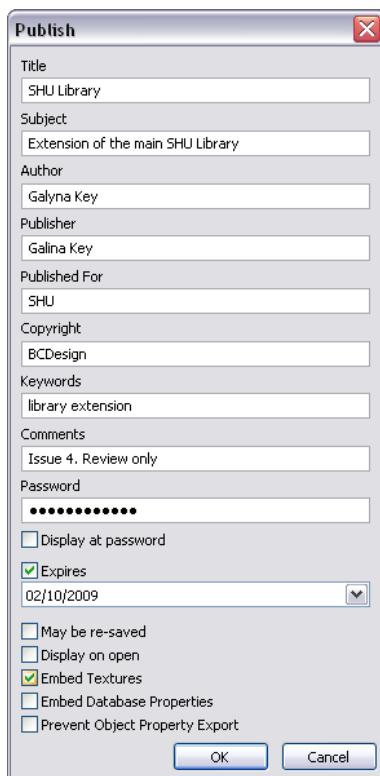 Publish
Title
SHU Library
Subject
Extension of the main SHU Library
Author
Galyna Key
Publisher
Galina Key
Published For
SHU
Copyright
BCDesign
Keywords
library extension
Comments
Issue 4. Review only
Password
●●●●●●●●●●●●
Display at password
Expires
02/10/2009
May be re-saved
Display on open
Embed Textures
Embed Database Properties
Prevent Object Property Export
OK Cancel